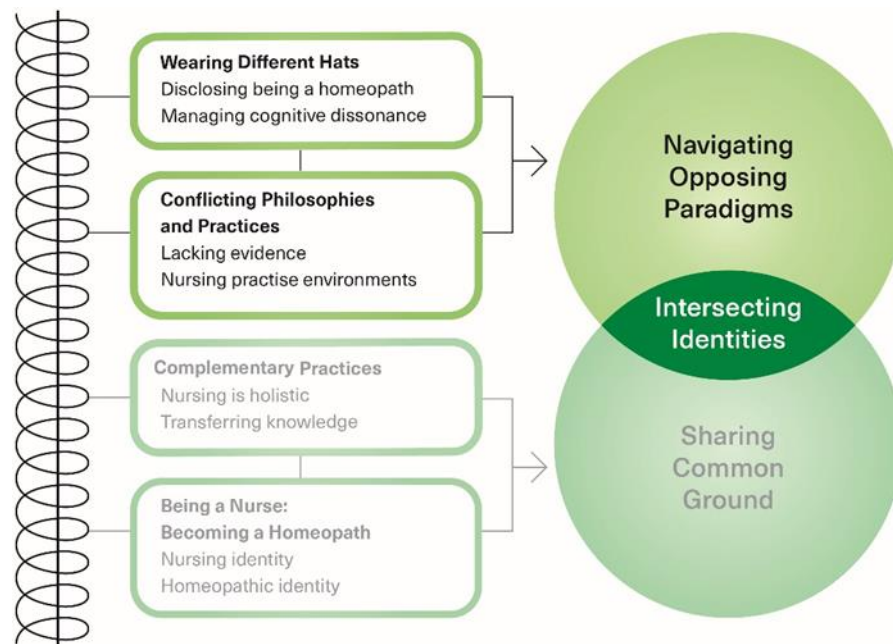 Wearing Different Hats
Disclosing being a homeopath
Managing cognitive dissonance
Conflicting Philosophies
and Practices
Lacking evidence
Nursing practise environments
Complementary Practices
Nursing is holistic
Transferring knowledge
Being a Nurse:
Becoming a Homeopath
Nursing identity
Homeopathic identity
Navigating
Opposing
Paradigms
Intersecting
Identities
Sharing
Common
Ground